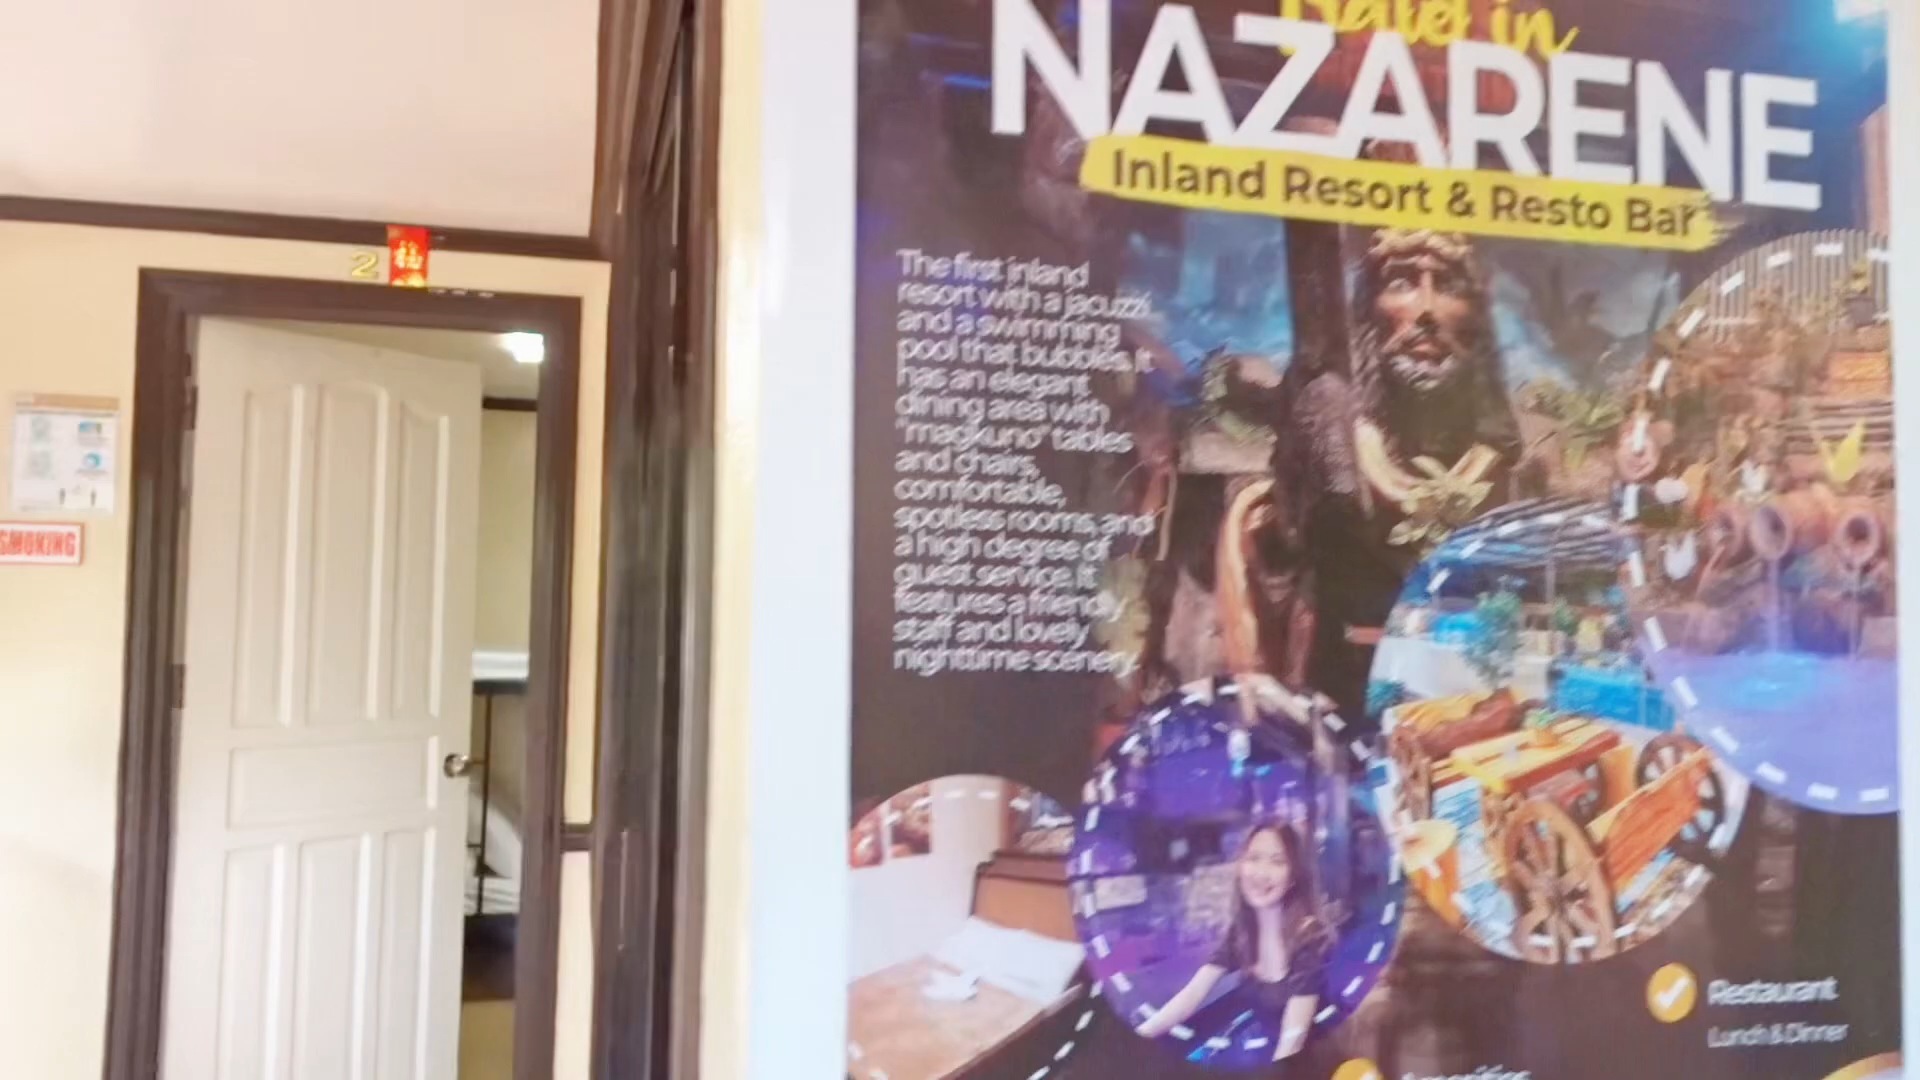 in
NAZARENE
Inland Resort & Resto Bar
The first inland
resort with a jacuzzi
and a swimming
pool that bubbles. It
has an elegant
dining area with
"magkuno" tables
and chairs,
comfortable,
spotless rooms, and
a high degree of
guest service. It
features a friendly
staff and lovely
nighttime scenery.
Restaurant
Lunch & Dinner
Amenities
2
SMOKING